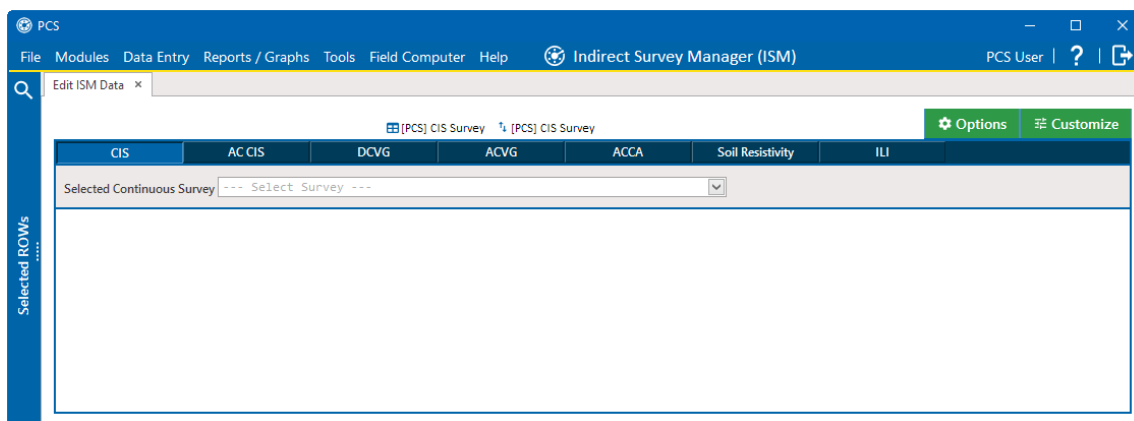 PCS
File Modules Data Entry Reports / Graphs Tools Field Computer Help Indirect Survey Manager (ISM) PCS User | ? |
Edit ISM Data ×
[PCS] CIS Survey [PCS] CIS Survey Options Customize
CIS AC CIS DCVG ACVG ACCA Soil Resistivity ILI
Selected Continuous Survey --- Select Survey ---
Selected ROWs